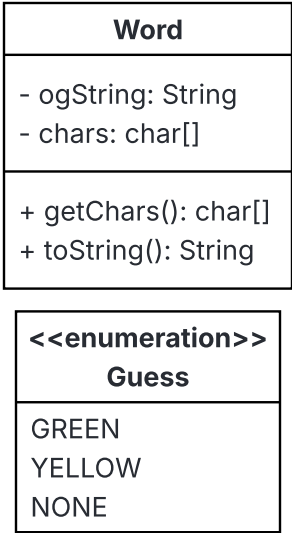 Word
- ogString: String
- chars: char[]
+ getChars(): char[]
+ toString(): String
<<enumeration>>
Guess
GREEN
YELLOW
NONE